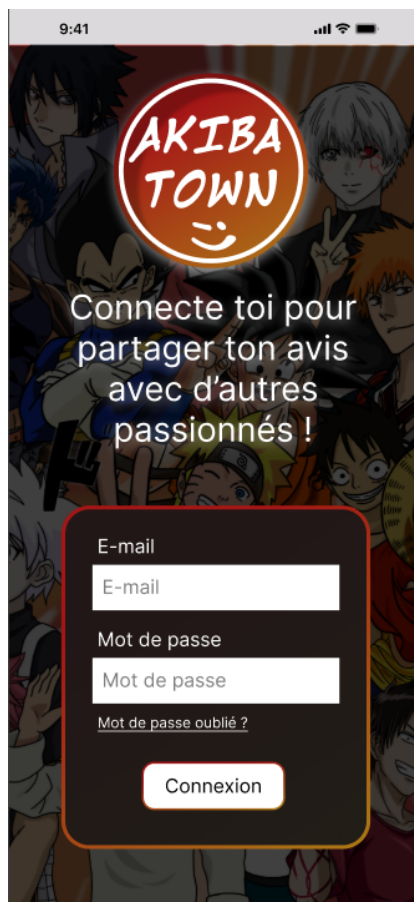 9:41
AKIBA
TOWN
Connecte toi pour
partager ton avis
avec d’autres
passionnés !
E-mail
E-mail
Mot de passe
Mot de passe
Mot de passe oublié ?
Connexion